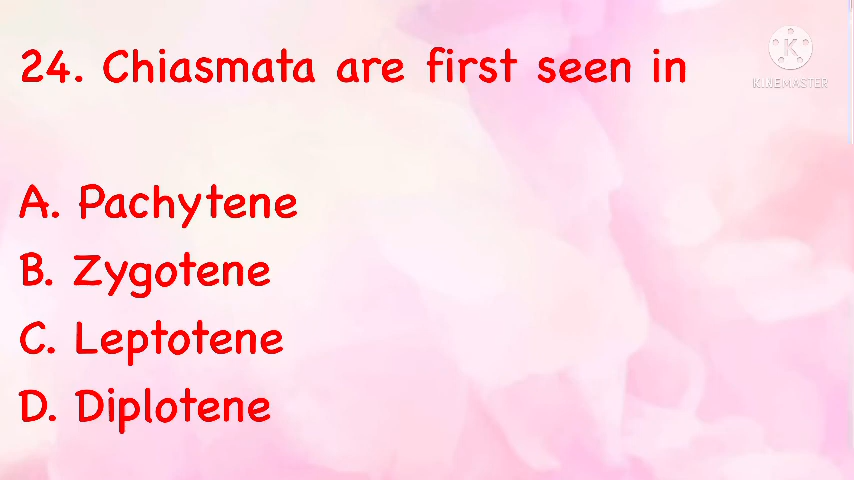 24. Chiasmata are first seen in
K
KINEMASTER
A. Pachytene
B. Zygotene
C. Leptotene
D. Diplotene